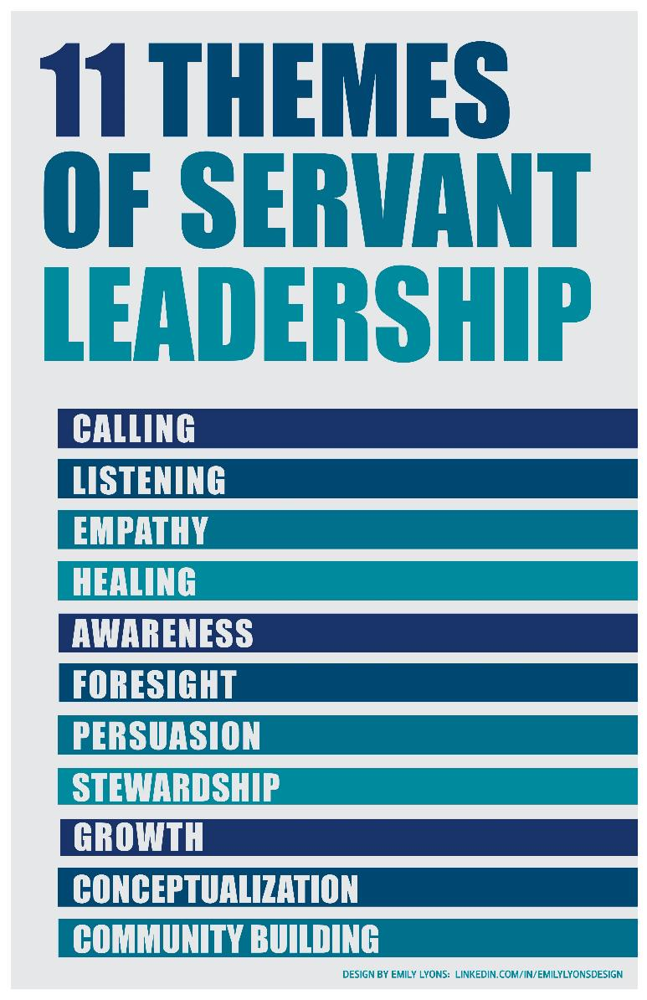 11 THEMES
OF SERVANT
LEADERSHIP
CALLING
LISTENING
EMPATHY
HEALING
AWARENESS
FORESIGHT
PERSUASION
STEWARDSHIP
GROWTH
CONCEPTUALIZATION
COMMUNITY BUILDING
DESIGN BY EMILY LYONS: LINKEDIN.COM/IN/EMILYLYONSDESIGN